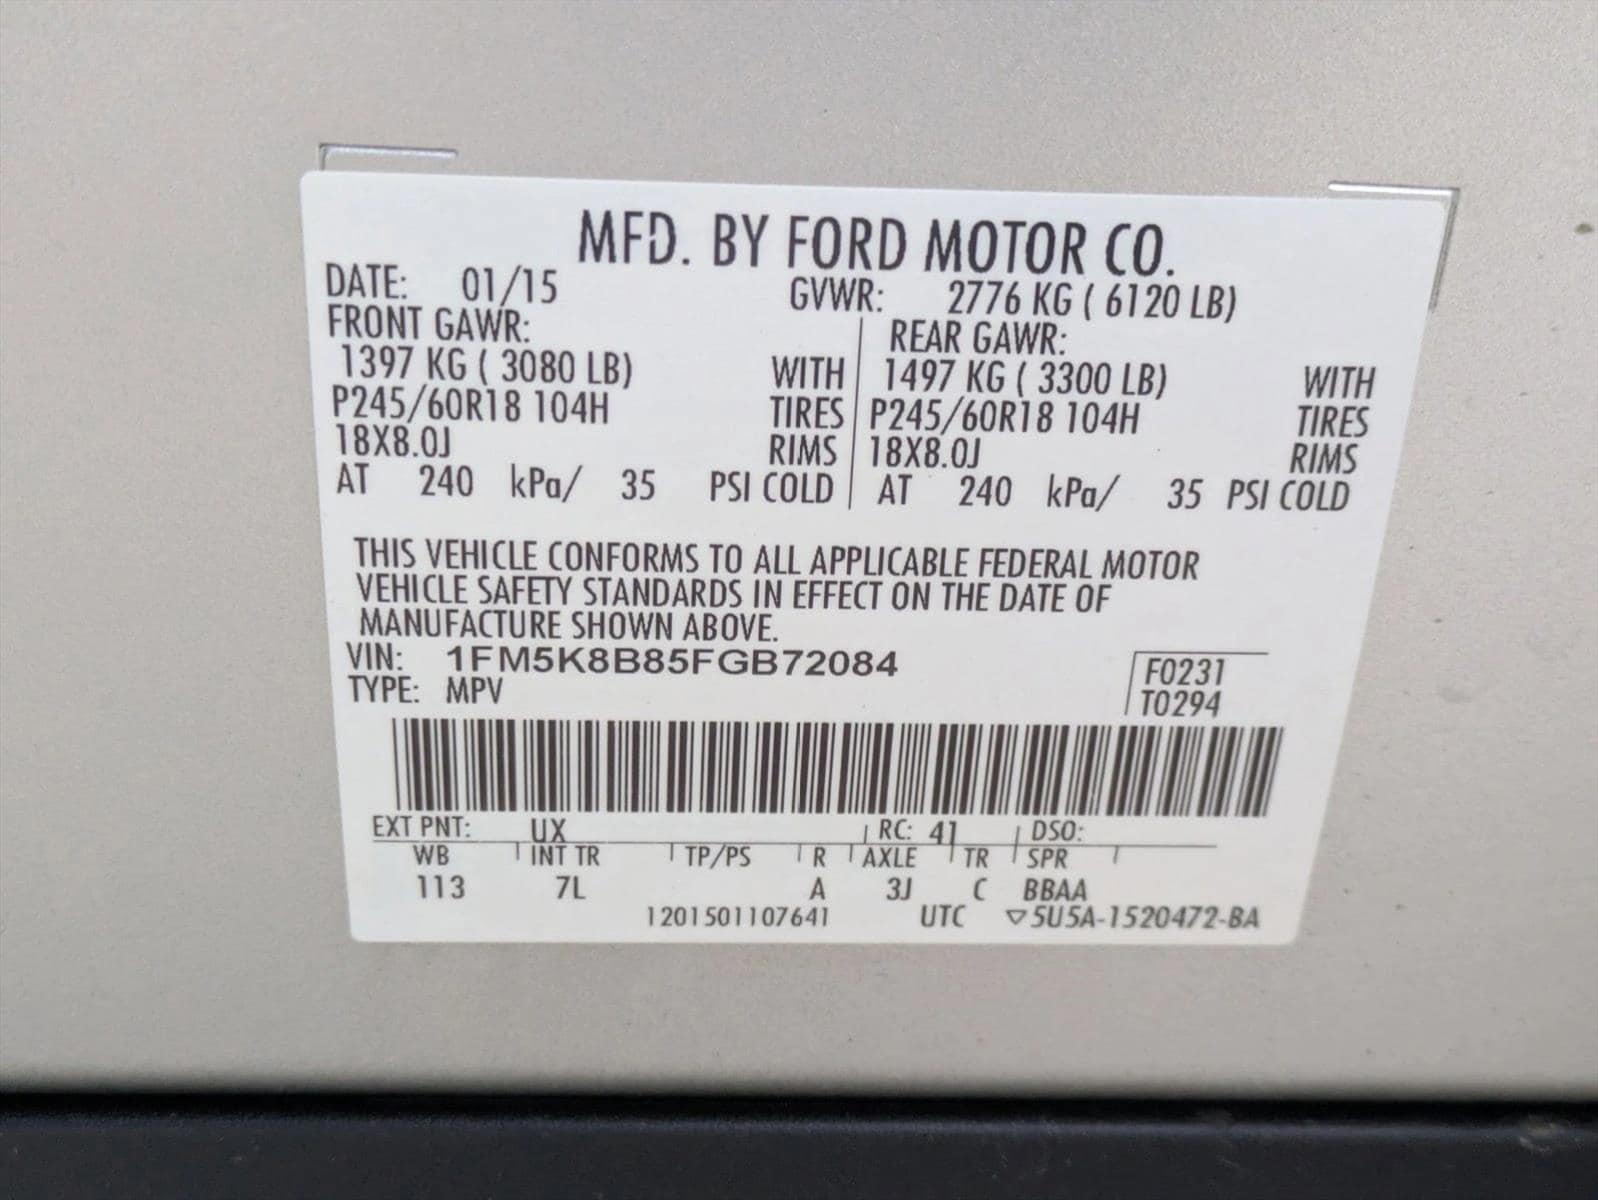 MFD. BY FORD MOTOR CO.
DATE: 01/15 GVWR: 2776 KG ( 6120 LB)
FRONT GAWR: REAR GAWR:
1397 KG ( 3080 LB) WITH 1497 KG ( 3300 LB) WITH
P245/60R18 104H TIRES P245/60R18 104H TIRES
18X8.0J RIMS 18X8.0J RIMS
AT 240 kPa/ 35 PSI COLD AT 240 kPa/ 35 PSI COLD
THIS VEHICLE CONFORMS TO ALL APPLICABLE FEDERAL MOTOR
VEHICLE SAFETY STANDARDS IN EFFECT ON THE DATE OF
MANUFACTURE SHOWN ABOVE.
VIN: 1FM5K8B85FGB72084 F0231
TYPE: MPV T0294
EXT PNT: UX RC: 41 DSO:
WB INT TR TP/PS R AXLE TR SPR
113 7L A 3J C BBAA
1201501107641 UTC ▽5U5A-1520472-BA